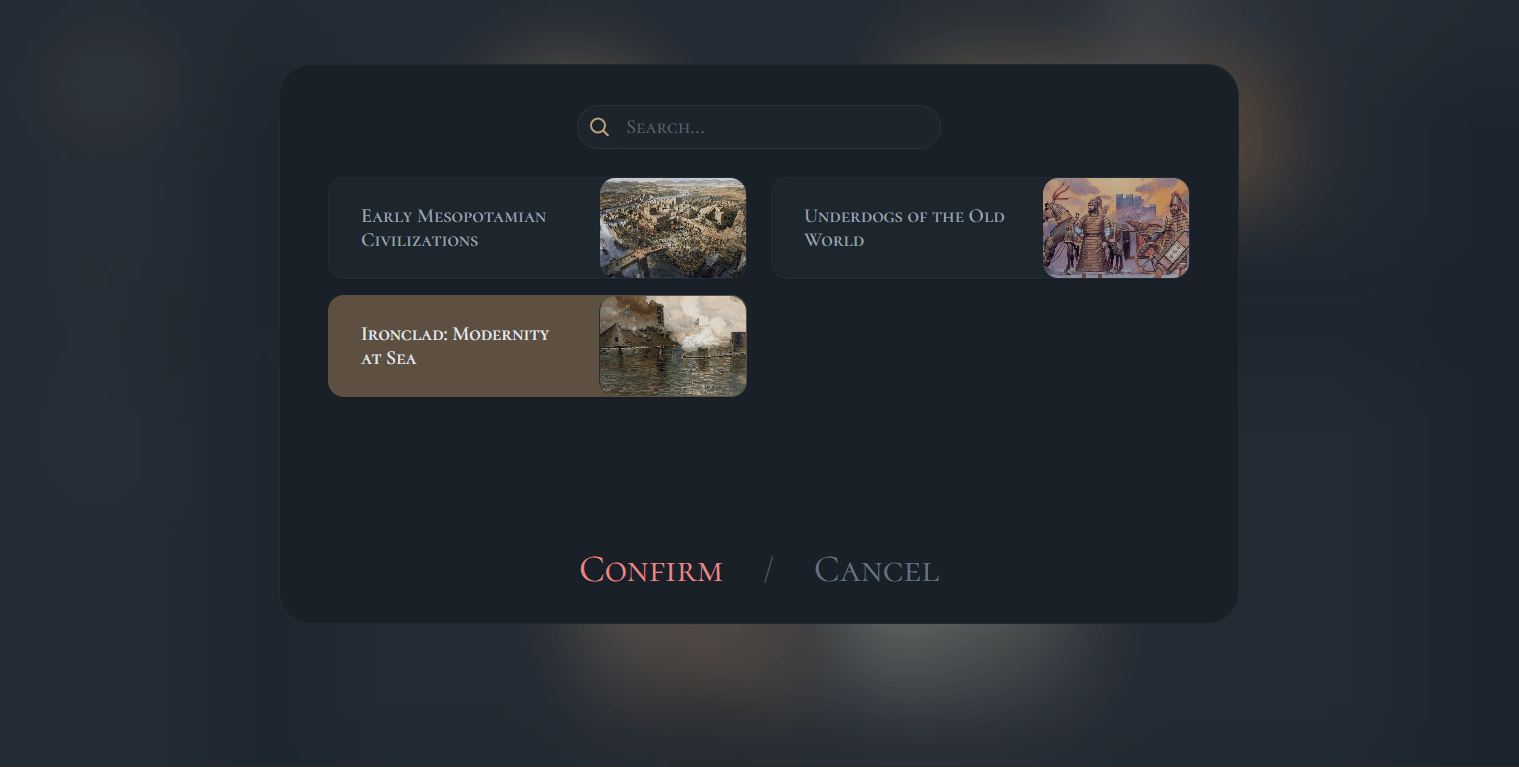 Search...
Early Mesopotamian
Civilizations
Underdogs of the Old
World
Ironclad: Modernity
at Sea
Confirm / Cancel